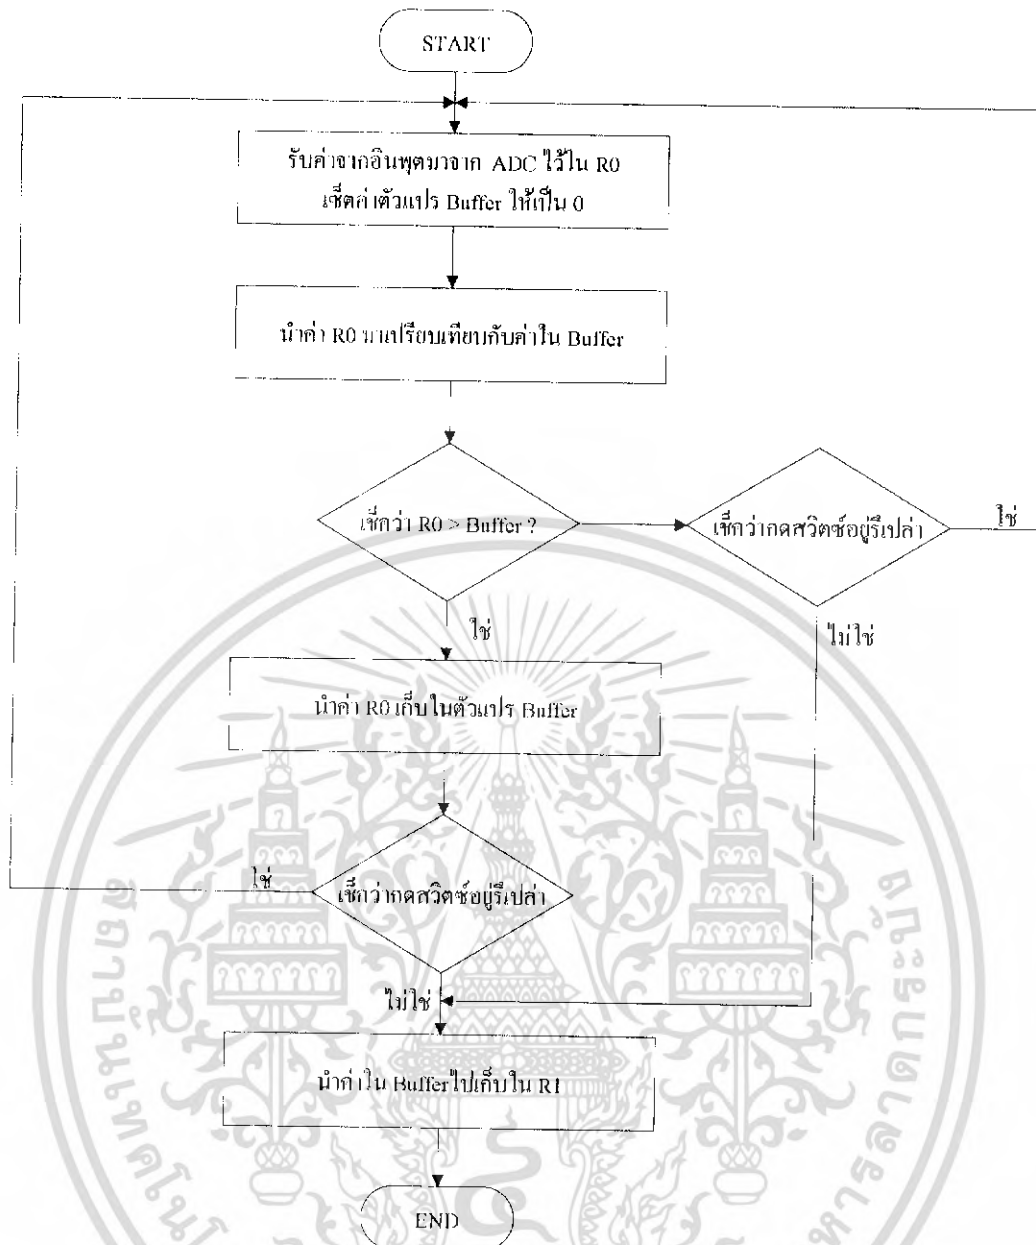 START
รับค่าจากอินพุตมาจาก ADC ไว้ใน R0
เซ็ตค่าตัวแปร Buffer ให้เป็น 0
นำค่า R0 มาเปรียบเทียบกับค่าใน Buffer
เช็กว่า R0 > Buffer ?
เช็กว่ากดสวิตซ์อยู่รึเปล่า
ใช่
ใช่
ไม่ใช่
นำค่า R0 เก็บในตัวแปร Buffer
ใช่
เช็กว่ากดสวิตซ์อยู่รึเปล่า
ไม่ใช่
นำค่าใน Buffer ไปเก็บใน R1
END